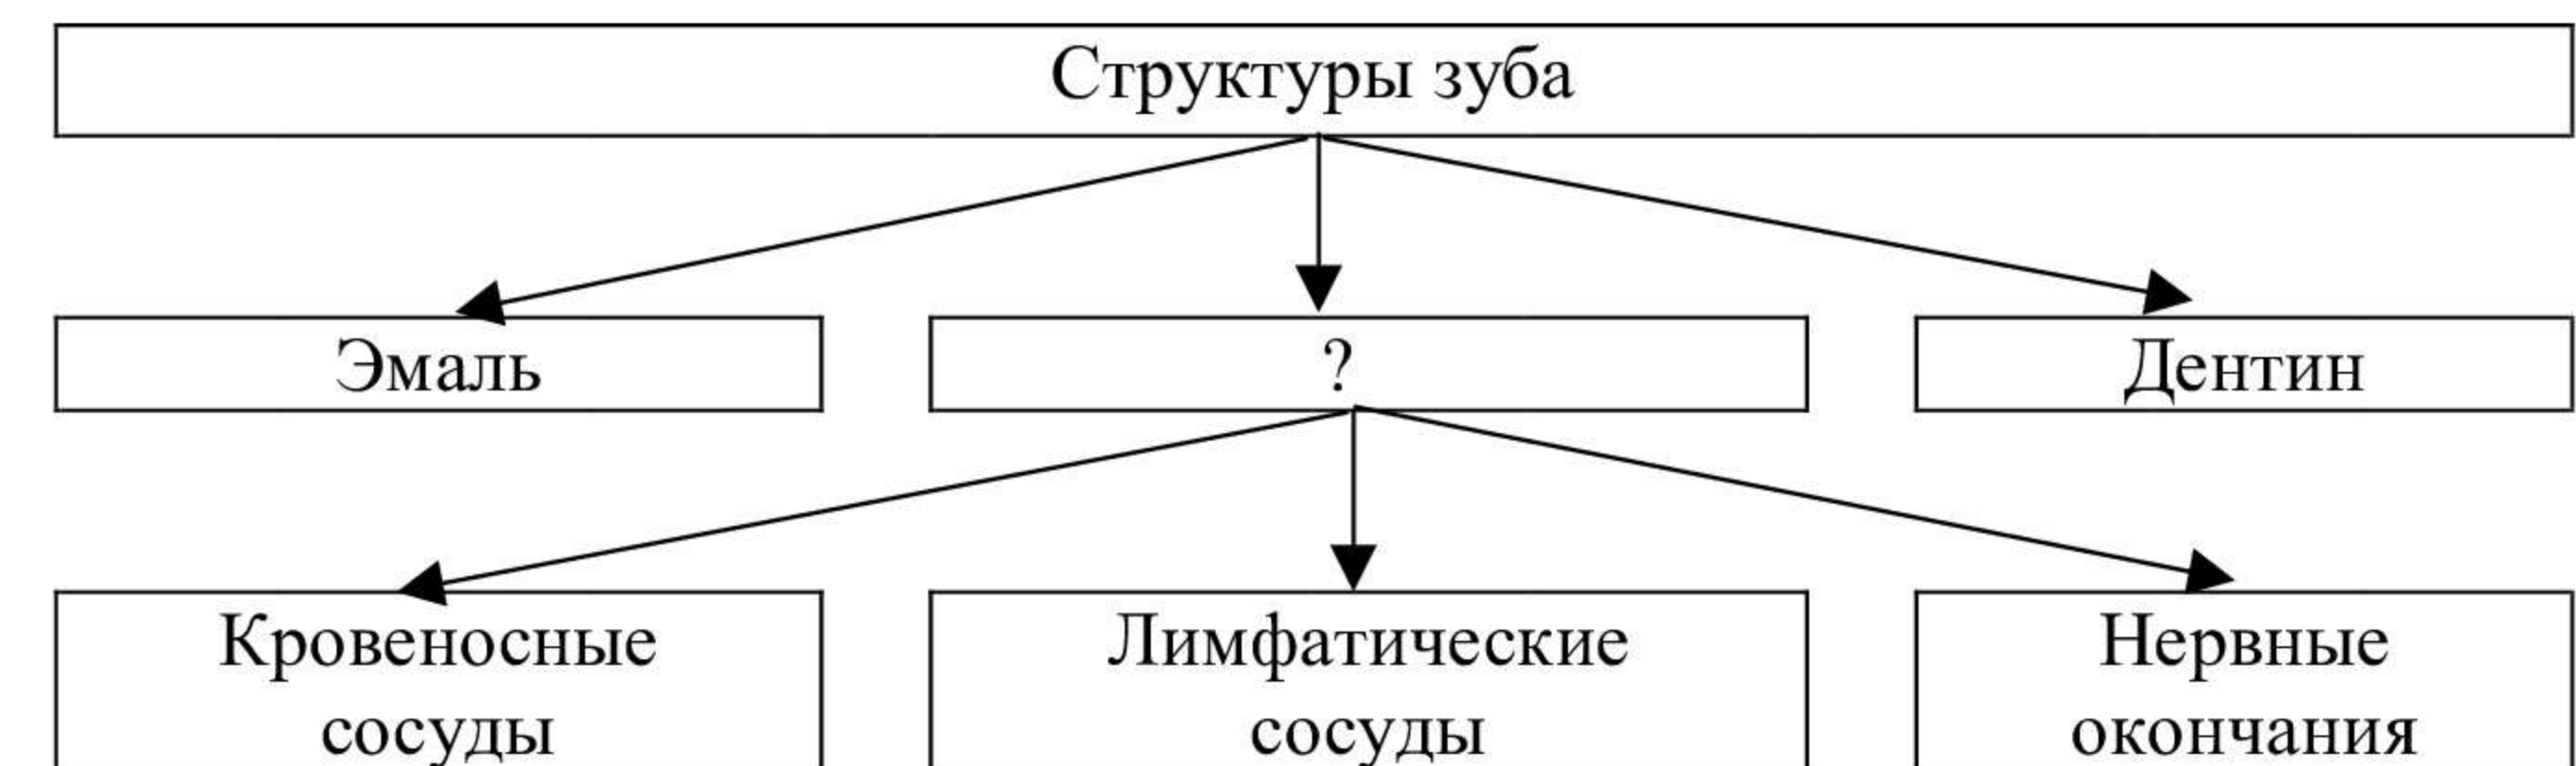 Структуры зуба
Эмаль
?
Дентин
Кровеносные
сосуды
Лимфатические
сосуды
Нервные
окончания